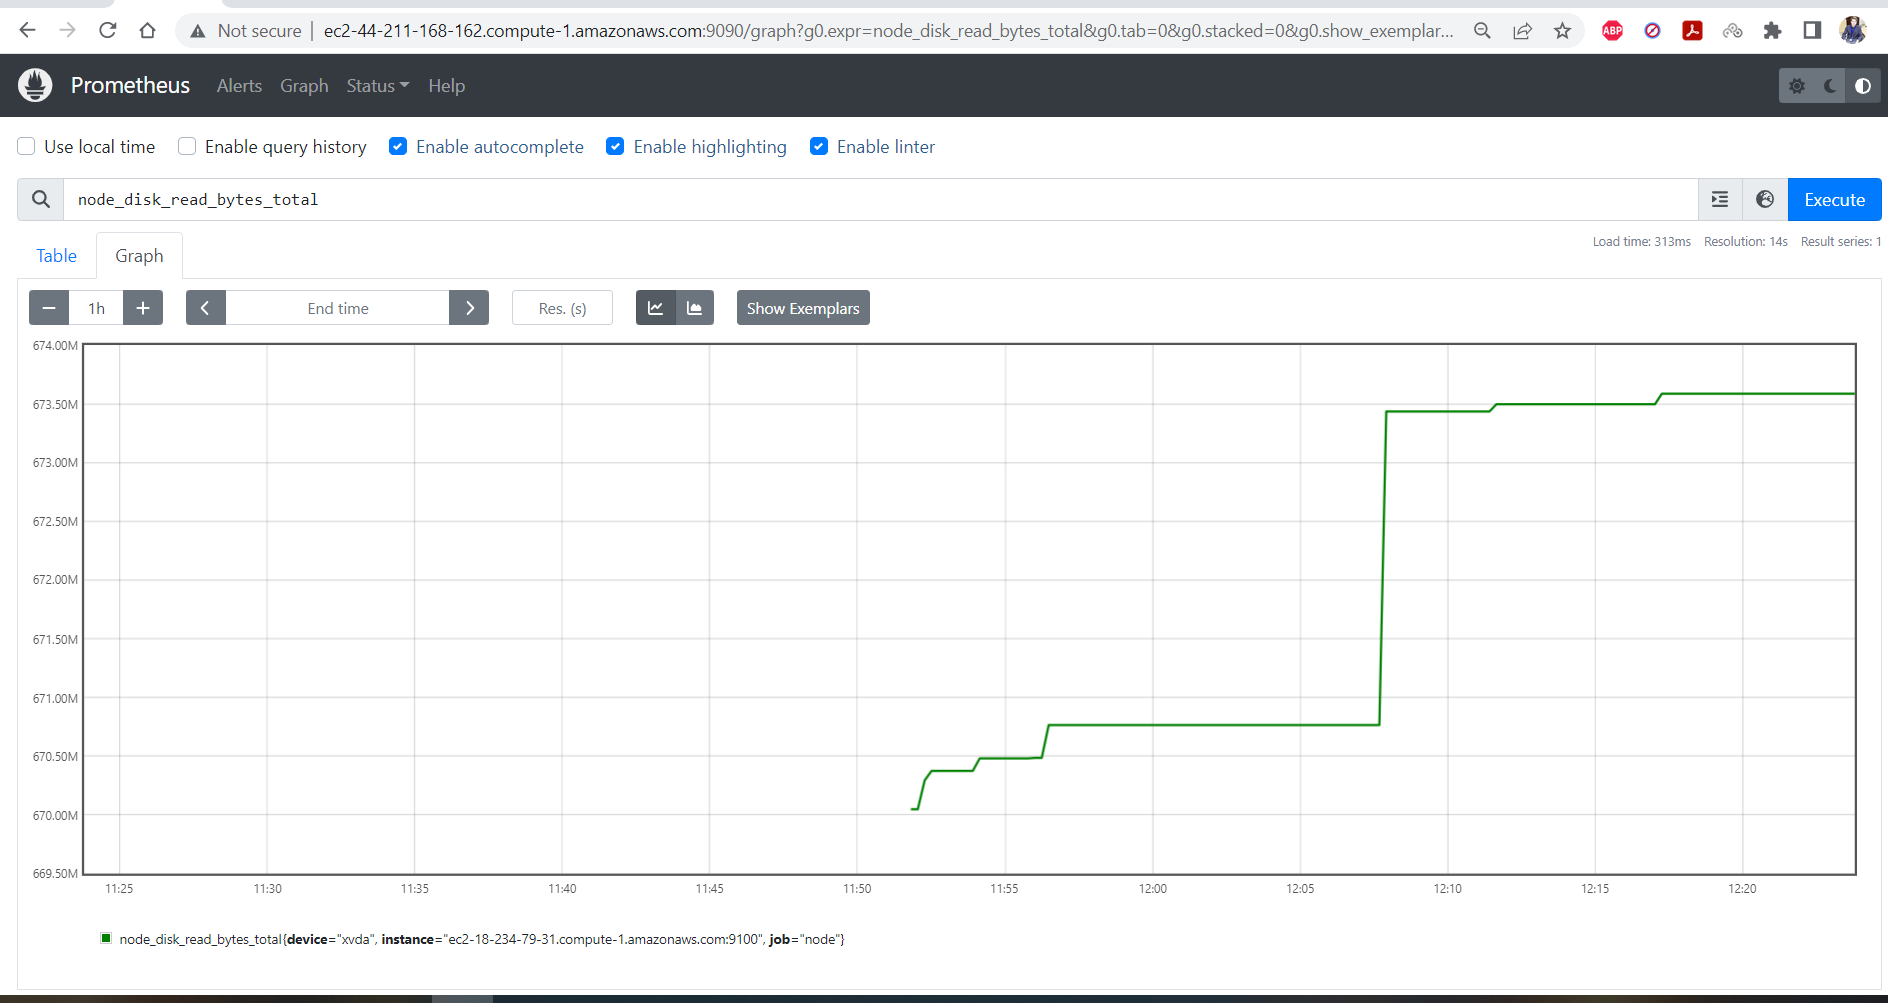 Not secure | ec2-44-211-168-162.compute-1.amazonaws.com:9090/graph?g0.expr=node_disk_read_bytes_total&g0.tab=0&g0.stacked=0&g0.show_exemplar...
ABP
Prometheus Alerts Graph Status Help
Use local time Enable query history Enable autocomplete Enable highlighting Enable linter
node_disk_read_bytes_total
Execute
Table Graph
Load time: 313ms Resolution: 14s Result series: 1
1h End time Res. (s) Show Exemplars
674.00M
673.50M
673.00M
672.50M
672.00M
671.50M
671.00M
670.50M
670.00M
669.50M
11:25 11:30 11:35 11:40 11:45 11:50 11:55 12:00 12:05 12:10 12:15 12:20
node_disk_read_bytes_total{device="xvda", instance="ec2-18-234-79-31.compute-1.amazonaws.com:9100", job="node"}